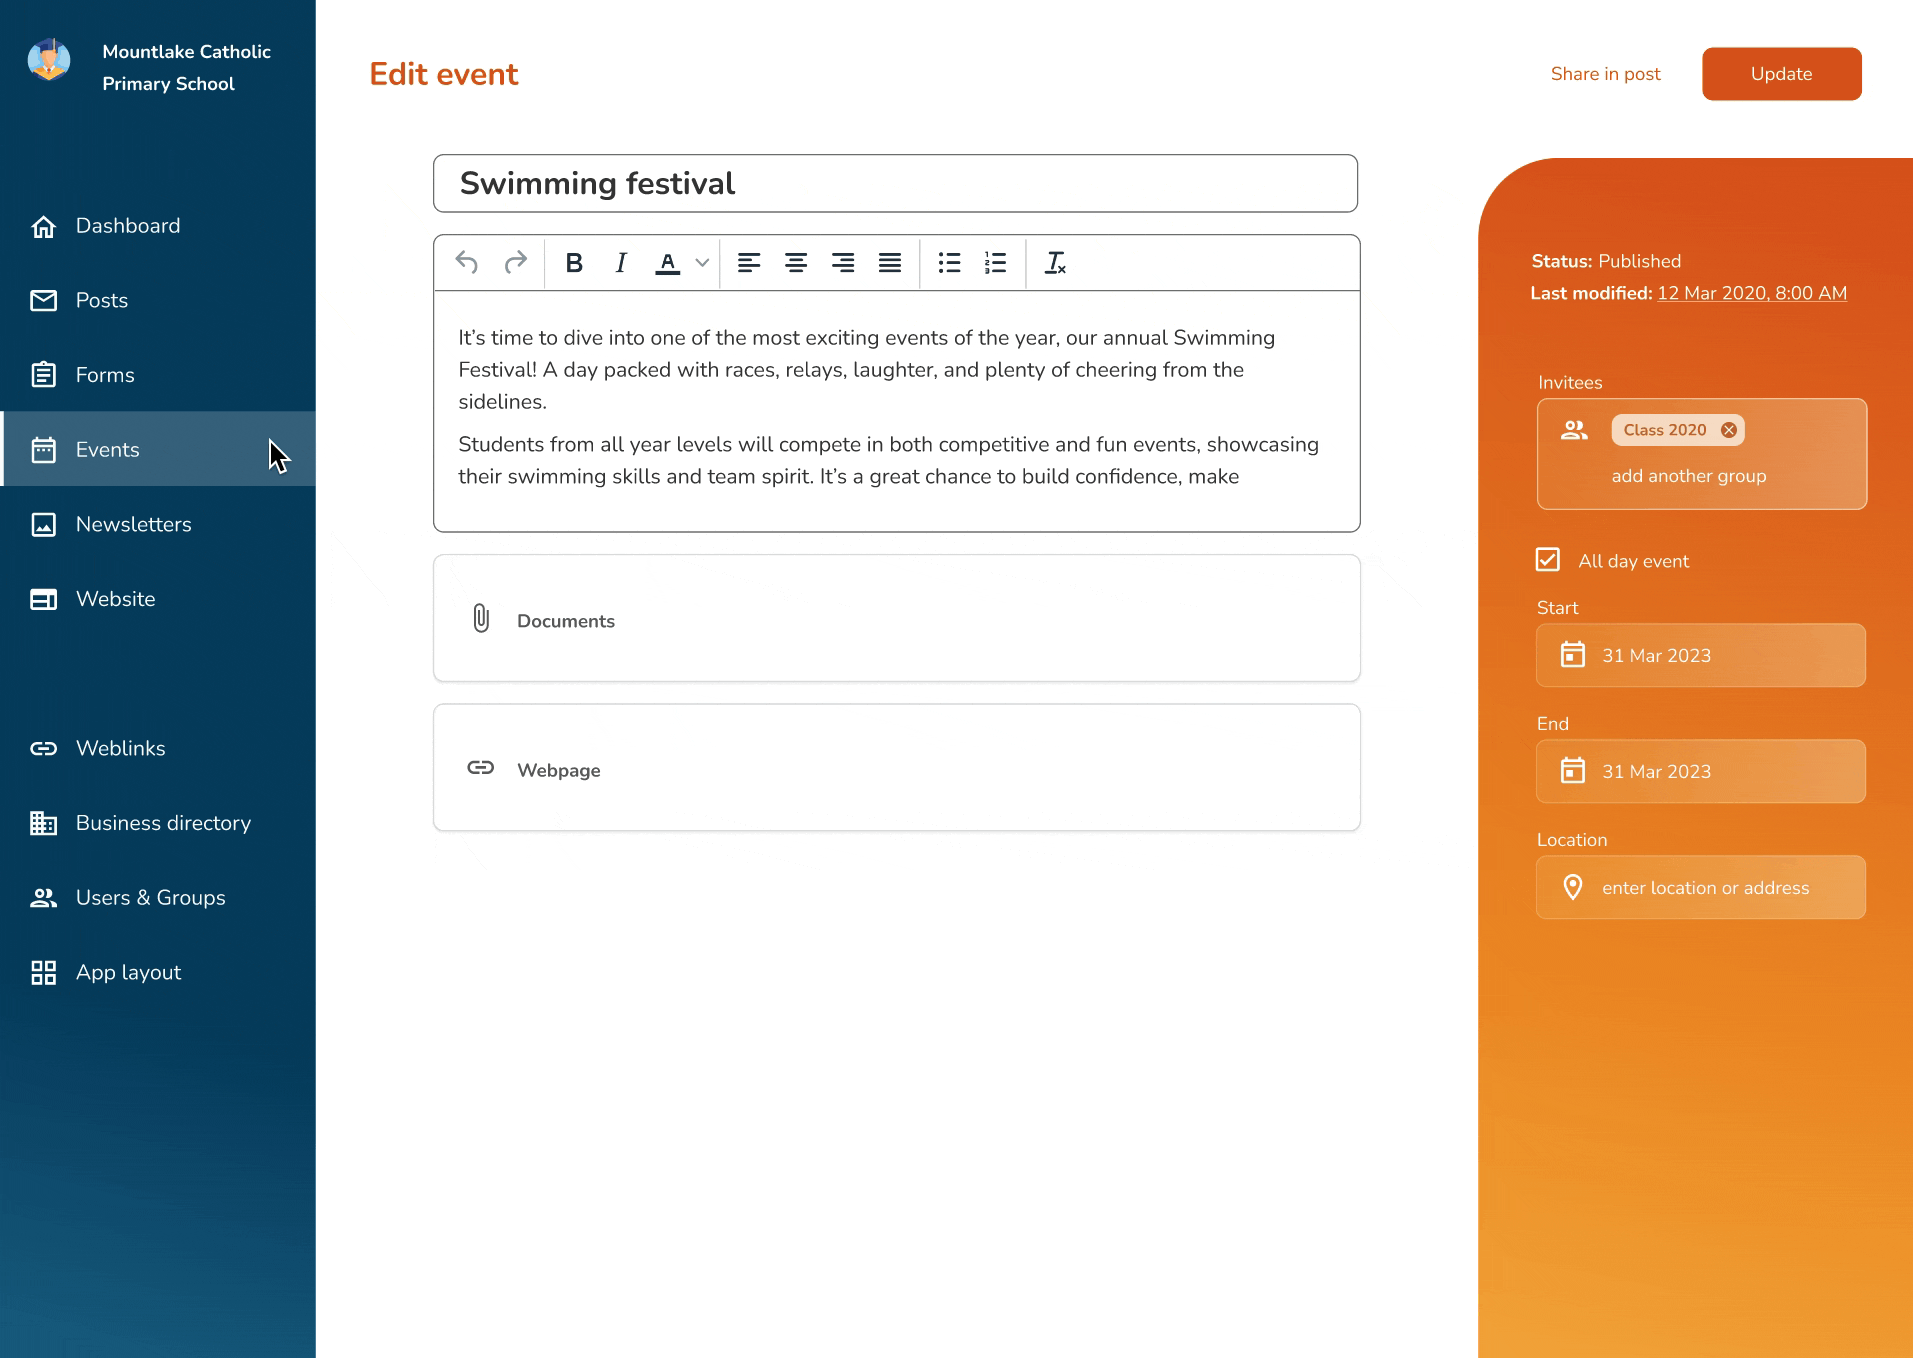 Mountlake Catholic
Primary School
Dashboard
Posts
Forms
Events
Newsletters
Website
Weblinks
Business directory
Users & Groups
App layout
Edit event
Share in post
Update
Swimming festival
B I A
It’s time to dive into one of the most exciting events of the year, our annual Swimming
Festival! A day packed with races, relays, laughter, and plenty of cheering from the
sidelines.
Students from all year levels will compete in both competitive and fun events, showcasing
their swimming skills and team spirit. It’s a great chance to build confidence, make
Documents
Webpage
Status: Published
Last modified: 12 Mar 2020, 8:00 AM
Invitees
Class 2020
add another group
All day event
Start
31 Mar 2023
End
31 Mar 2023
Location
enter location or address